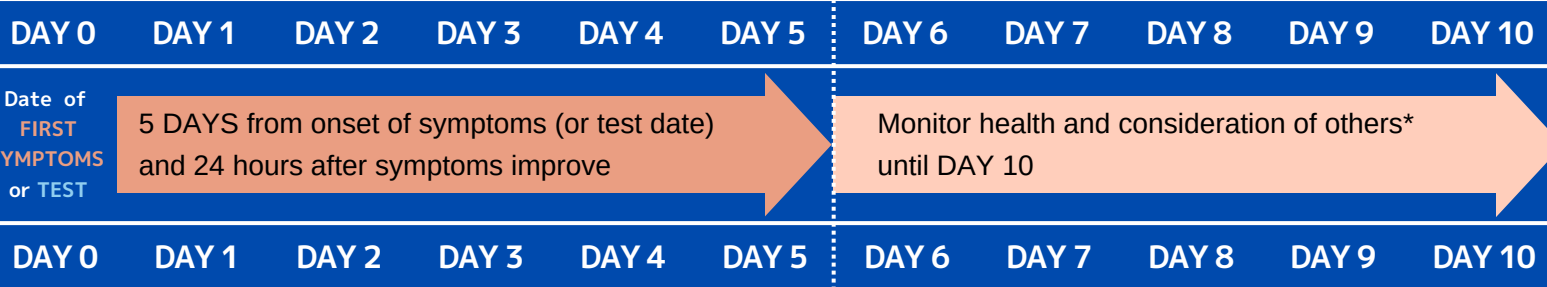 DAY 0 DAY 1 DAY 2 DAY 3 DAY 4 DAY 5 DAY 6 DAY 7 DAY 8 DAY 9 DAY 10
Date of
FIRST
YMPTOMS
or TEST
5 DAYS from onset of symptoms (or test date)
and 24 hours after symptoms improve
Monitor health and consideration of others*
until DAY 10
DAY 0 DAY 1 DAY 2 DAY 3 DAY 4 DAY 5 DAY 6 DAY 7 DAY 8 DAY 9 DAY 10